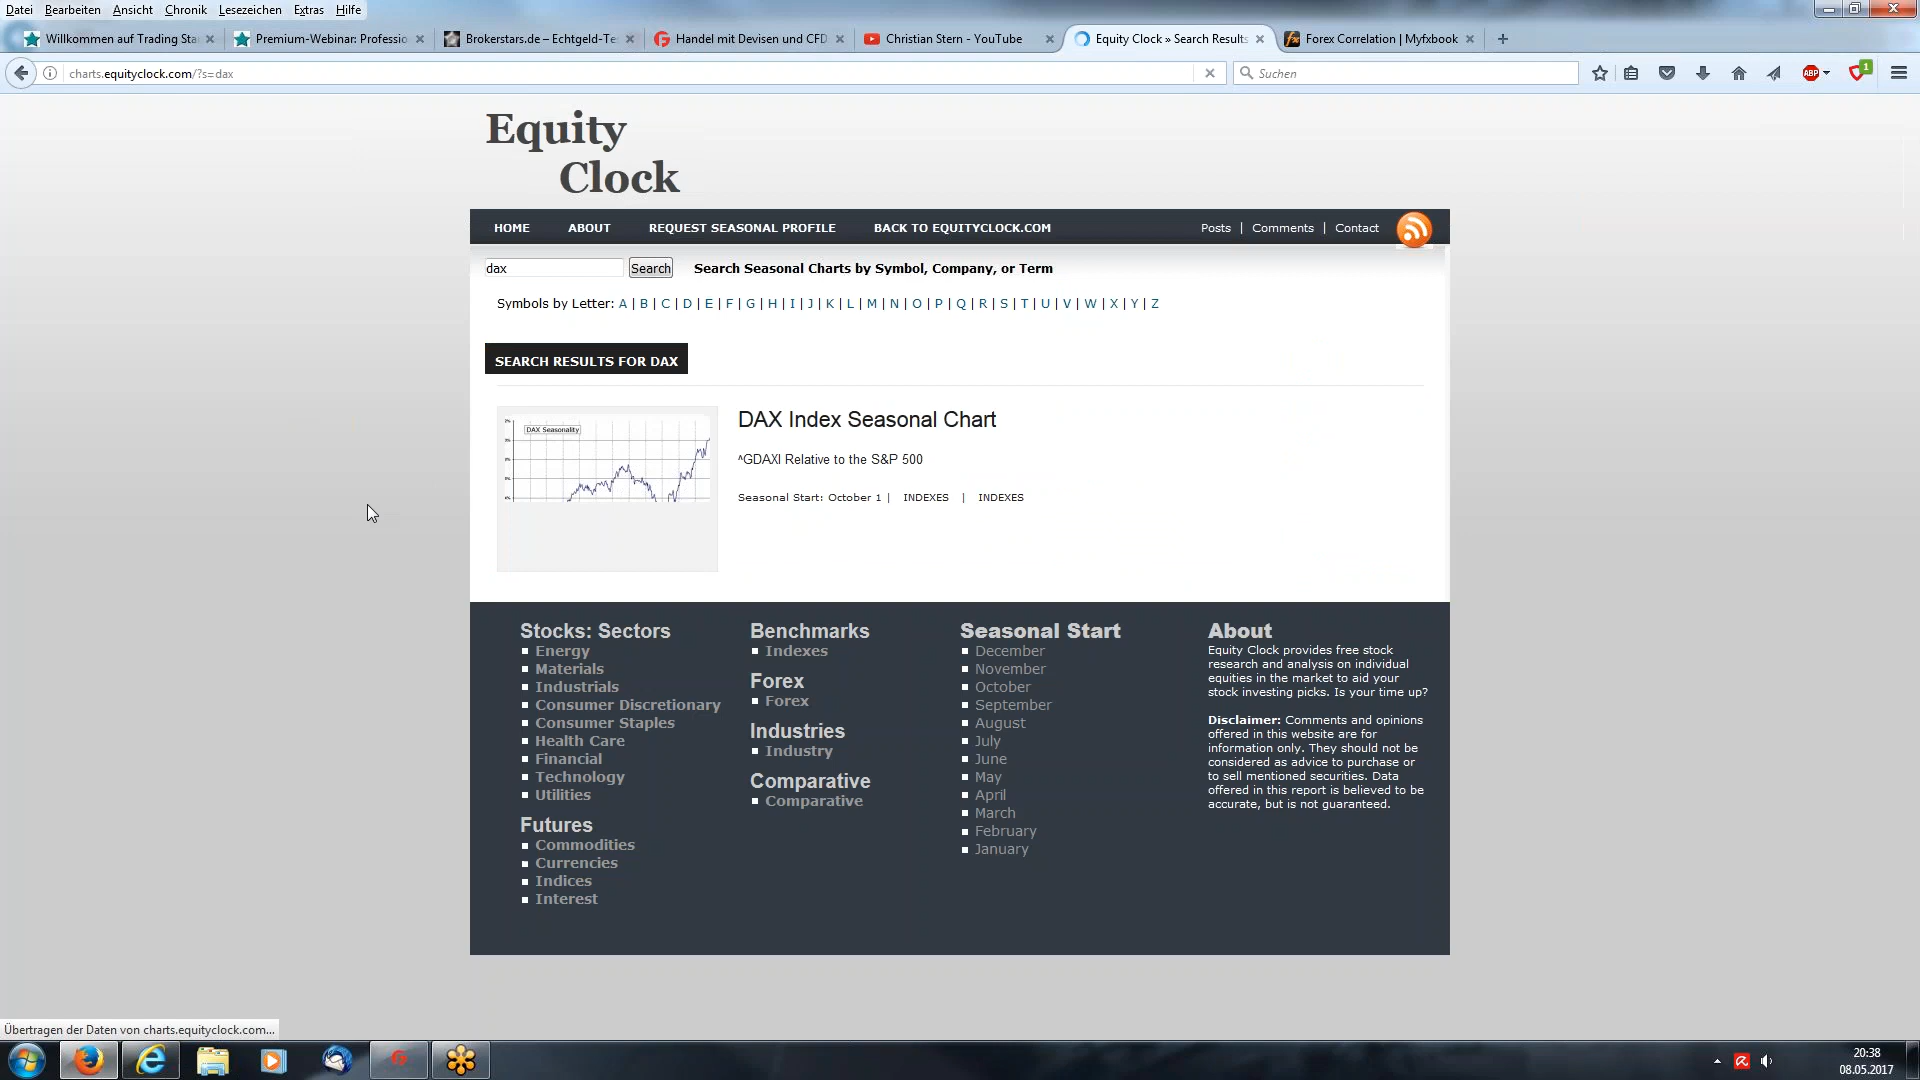 Datei Bearbeiten Ansicht Chronik Lesezeichen Extras Hilfe
Willkommen auf Trading Sta
Premium-Webinar: Professio
Brokerstars.de – Echtgeld-Te
Handel mit Devisen und CFD
Christian Stern - YouTube
Equity Clock » Search Results
Forex Correlation | Myfxbook
charts.equityclock.com/?s=dax
Suchen
ABP
1
Equity
Clock
HOME ABOUT REQUEST SEASONAL PROFILE BACK TO EQUITYCLOCK.COM Posts | Comments | Contact
dax Search Search Seasonal Charts by Symbol, Company, or Term
Symbols by Letter: A | B | C | D | E | F | G | H | I | J | K | L | M | N | O | P | Q | R | S | T | U | V | W | X | Y | Z
SEARCH RESULTS FOR DAX
DAX Seasonality
DAX Index Seasonal Chart
^GDAXI Relative to the S&P 500
Seasonal Start: October 1 | INDEXES | INDEXES
Stocks: Sectors
Energy
Materials
Industrials
Consumer Discretionary
Consumer Staples
Health Care
Financial
Technology
Utilities
Futures
Commodities
Currencies
Indices
Interest
Benchmarks
Indexes
Forex
Forex
Industries
Industry
Comparative
Comparative
Seasonal Start
December
November
October
September
August
July
June
May
April
March
February
January
About
Equity Clock provides free stock
research and analysis on individual
equities in the market to aid your
stock investing picks. Is your time up?
Disclaimer: Comments and opinions
offered in this website are for
information only. They should not be
considered as advice to purchase or
to sell mentioned securities. Data
offered in this report is believed to be
accurate, but is not guaranteed.
Übertragen der Daten von charts.equityclock.com...
20:38
08.05.2017